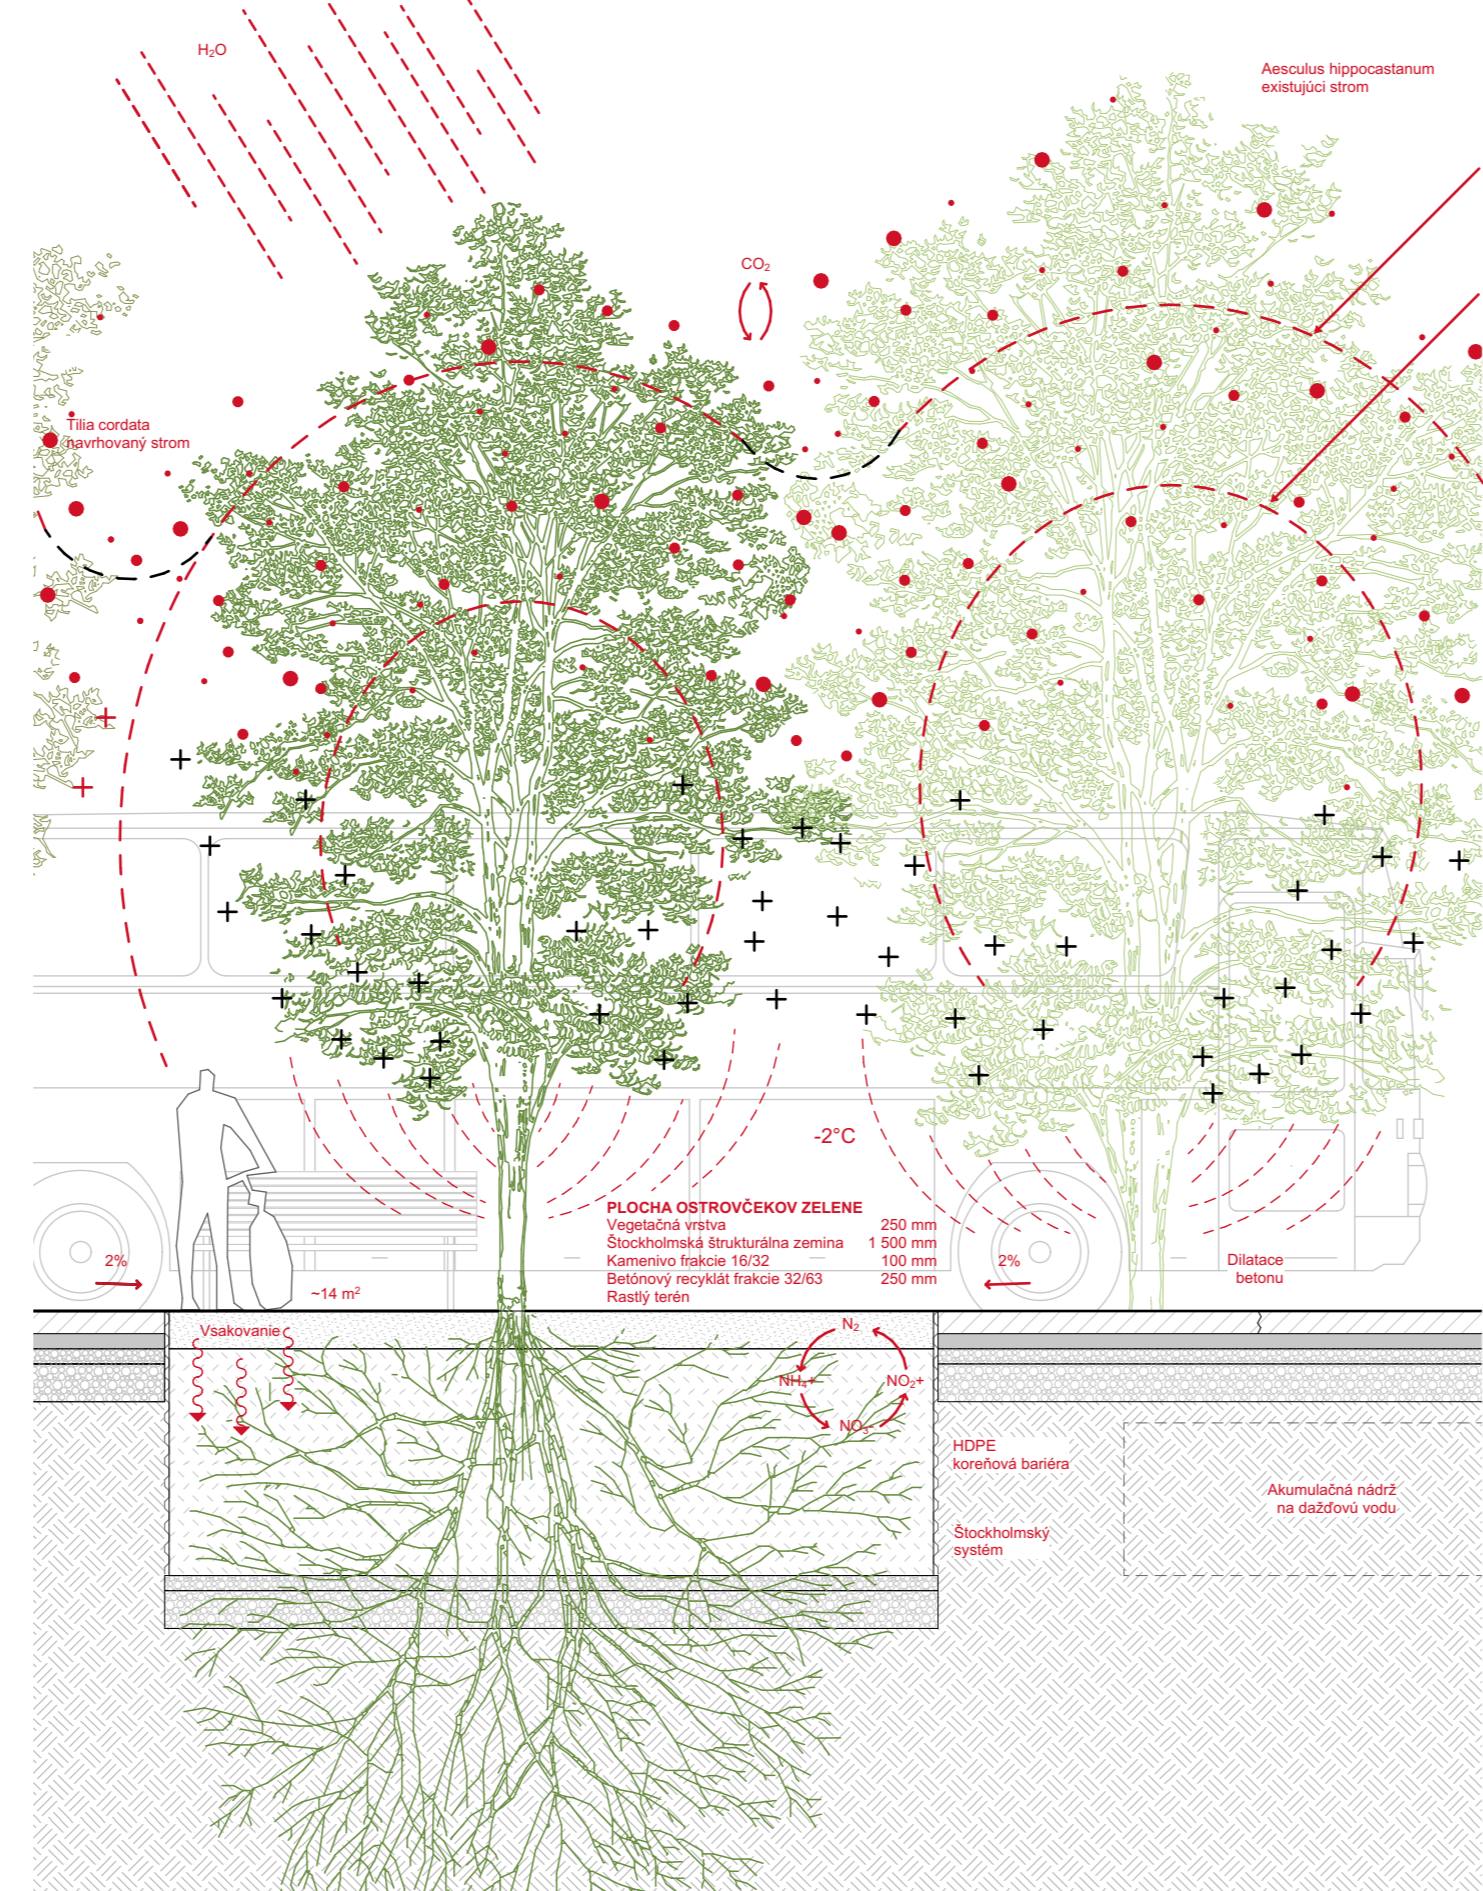 H₂O
Aesculus hippocastanum
existujúci strom
CO₂
Tilia cordata
navrhovaný strom
-2°C
PLOCHA OSTROVČEKOV ZELENE
Vegetačná vrstva 250 mm
Štockholmská štrukturálna zemina 1 500 mm
Kamenivo frakcie 16/32 100 mm
Betónový recyklát frakcie 32/63 250 mm
Rastlý terén
2%
~14 m²
2%
Dilatace
betonu
Vsakovanie
N₂
NH₄+
NO₂+
NO₃-
HDPE
koreňová bariéra
Štockholmský
systém
Akumulačná nádrž
na dažďovú vodu